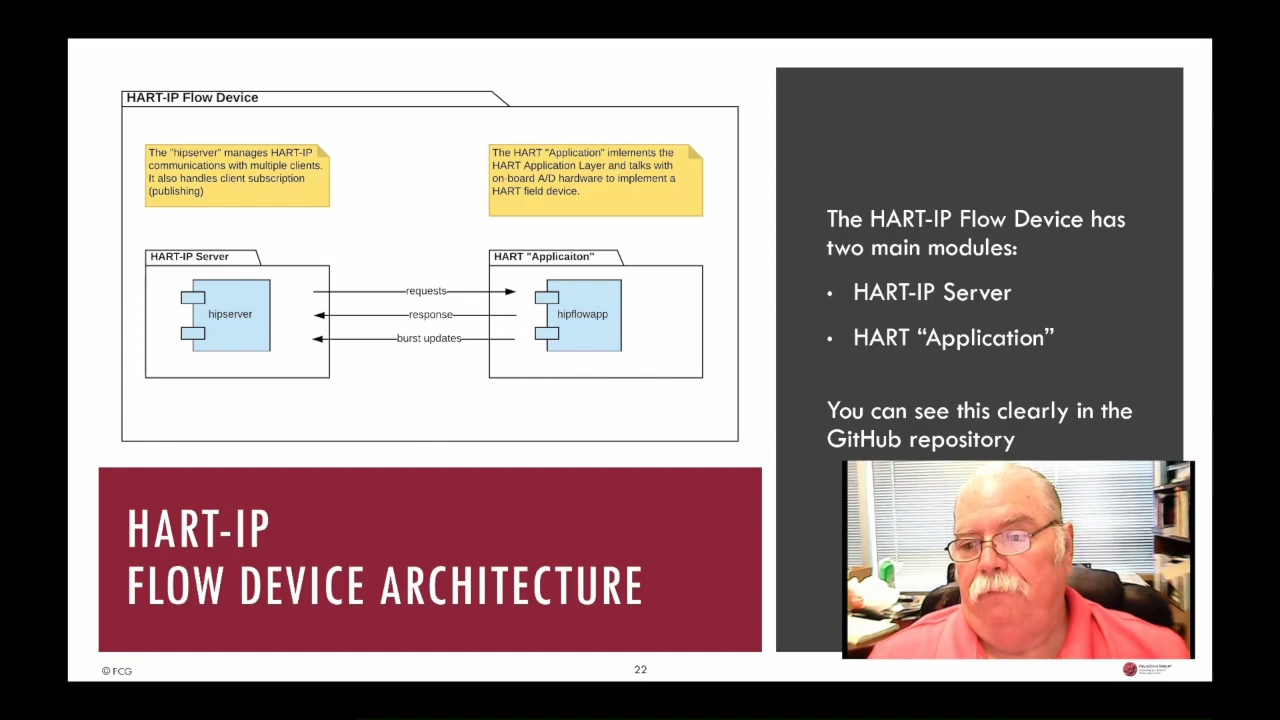 HART-IP Flow Device
The "hipserver" manages HART-IP
communications with multiple clients.
It also handles client subscription
(publishing)
The HART "Application" imlements the
HART Application Layer and talks with
on-board A/D hardware to implement a
HART field device.
HART-IP Server
HART "Applicaiton"
hipserver
requests
response
burst updates
hipflowapp
The HART-IP Flow Device has
two main modules:
• HART-IP Server
• HART “Application”
You can see this clearly in the
GitHub repository
HART-IP
FLOW DEVICE ARCHITECTURE
© FCG
22